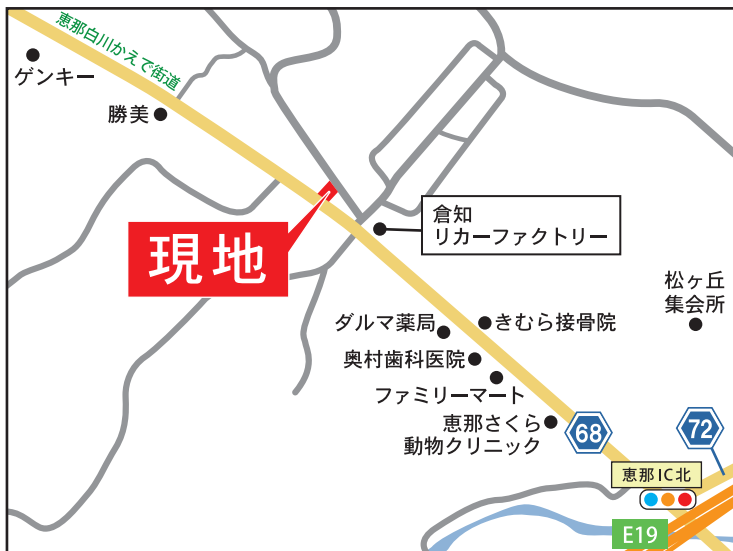 恵那白川かえで街道
ゲンキー
勝美
現地
倉知
リカーファクトリー
松ヶ丘
集会所
ダルマ薬局
きむら接骨院
奥村歯科医院
ファミリーマート
恵那さくら
動物クリニック
68
72
恵那IC北
E19